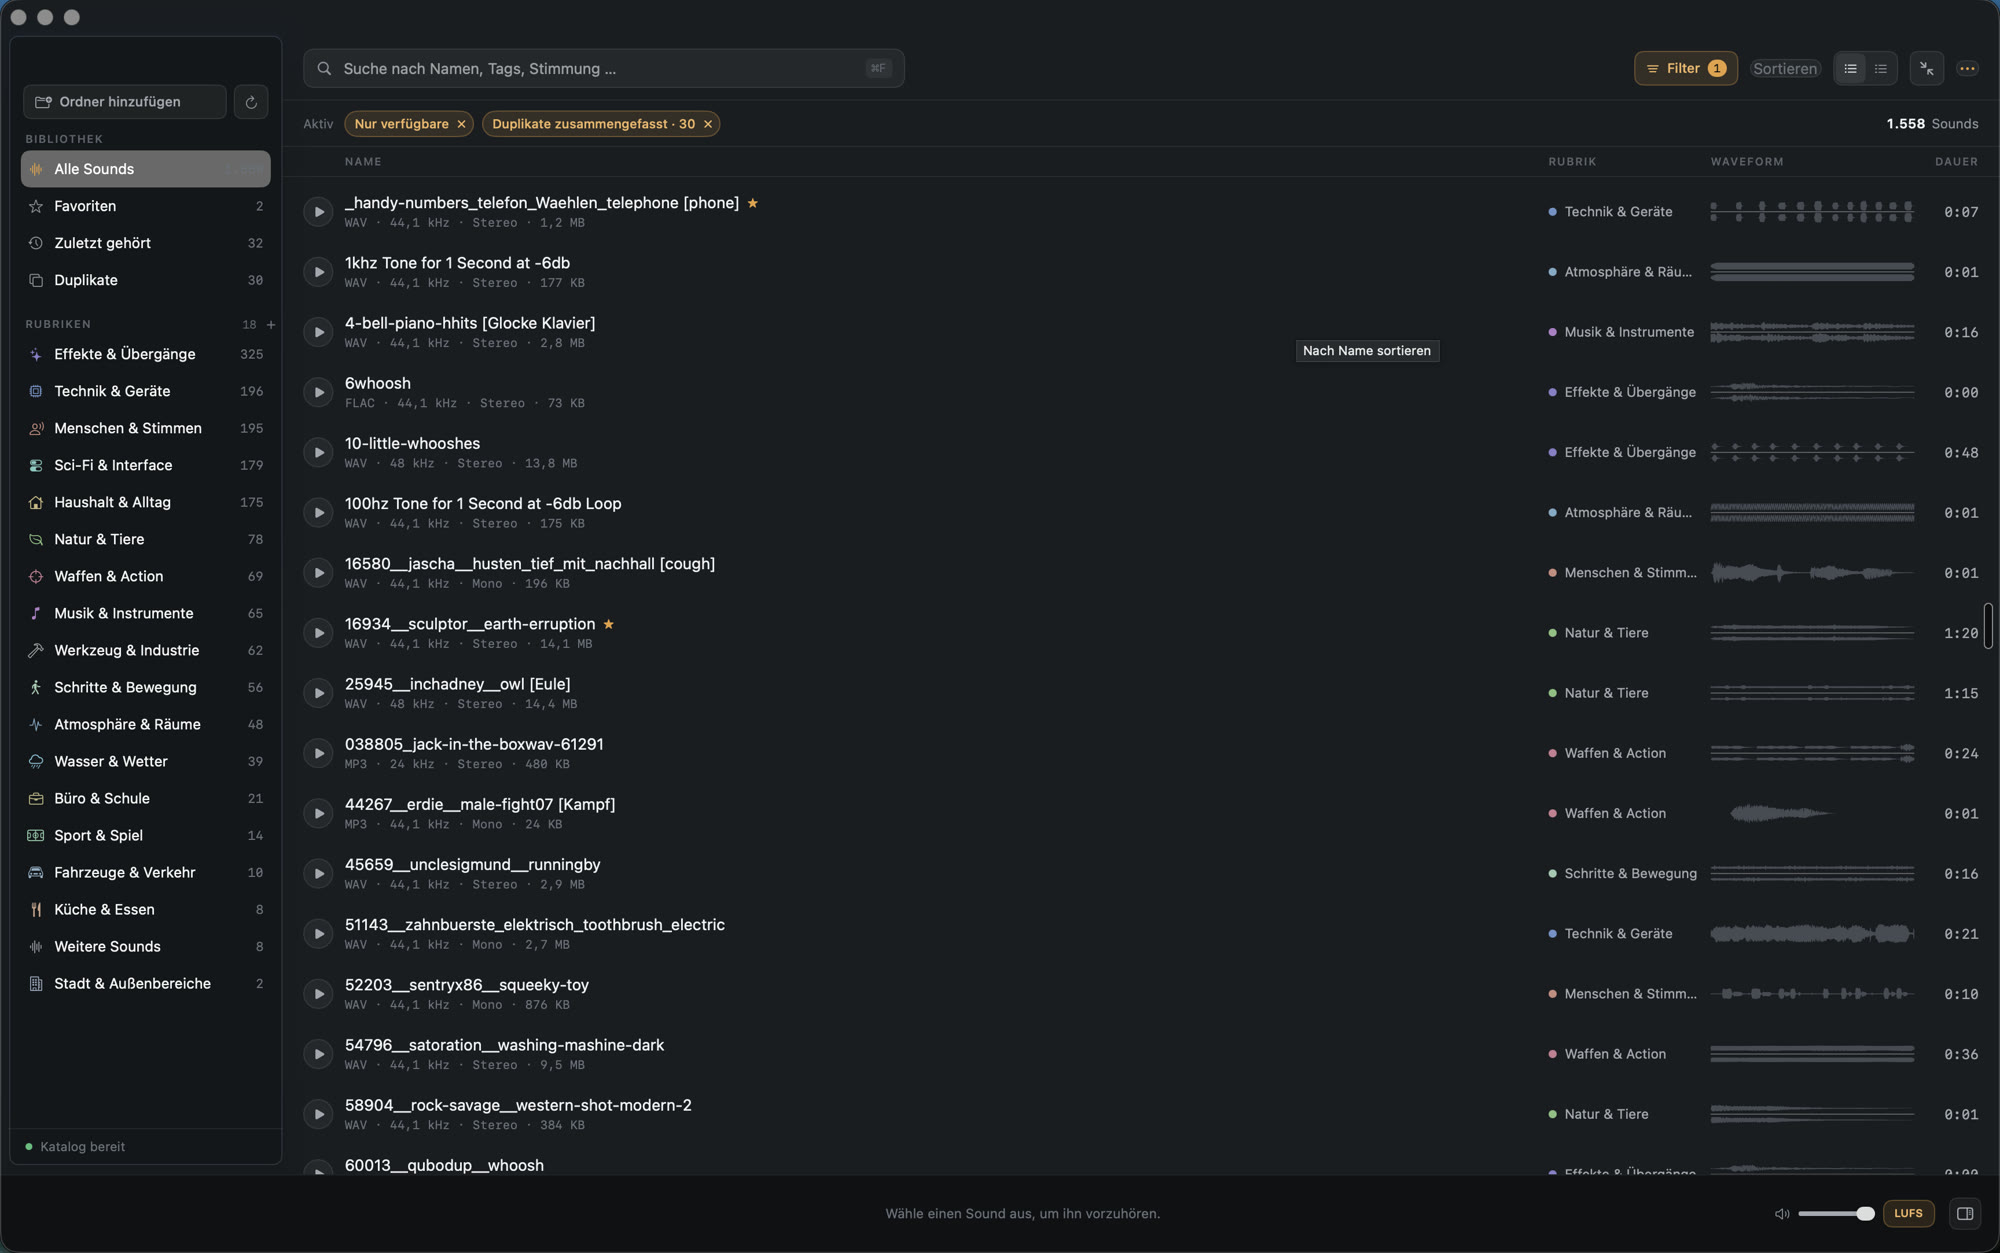 Ordner hinzufügen
BIBLIOTHEK
Alle Sounds
Favoriten 2
Zuletzt gehört 32
Duplikate 30
RUBRIKEN 18 +
Effekte & Übergänge 325
Technik & Geräte 196
Menschen & Stimmen 195
Sci-Fi & Interface 179
Haushalt & Alltag 175
Natur & Tiere 78
Waffen & Action 69
Musik & Instrumente 65
Werkzeug & Industrie 62
Schritte & Bewegung 56
Atmosphäre & Räume 48
Wasser & Wetter 39
Büro & Schule 21
Sport & Spiel 14
Fahrzeuge & Verkehr 10
Küche & Essen 8
Weitere Sounds 8
Stadt & Außenbereiche 2
Katalog bereit
Suche nach Namen, Tags, Stimmung ... ⌘F
Filter 1 Sortieren
Aktiv Nur verfügbare × Duplikate zusammengefasst · 30 × 1.558 Sounds
NAME RUBRIK WAVEFORM DAUER
_handy-numbers_telefon_Waehlen_telephone [phone] ★ Technik & Geräte 0:07
WAV · 44,1 kHz · Stereo · 1,2 MB
1khz Tone for 1 Second at -6db Atmosphäre & Räu... 0:01
WAV · 44,1 kHz · Stereo · 177 KB
4-bell-piano-hhits [Glocke Klavier] Musik & Instrumente 0:16
WAV · 44,1 kHz · Stereo · 2,8 MB
Nach Name sortieren
6whoosh Effekte & Übergänge 0:00
FLAC · 44,1 kHz · Stereo · 73 KB
10-little-whooshes Effekte & Übergänge 0:48
WAV · 48 kHz · Stereo · 13,8 MB
100hz Tone for 1 Second at -6db Loop Atmosphäre & Räu... 0:01
WAV · 44,1 kHz · Stereo · 175 KB
16580__jascha__husten_tief_mit_nachhall [cough] Menschen & Stimm... 0:01
WAV · 44,1 kHz · Mono · 196 KB
16934__sculptor__earth-erruption ★ Natur & Tiere 1:20
WAV · 44,1 kHz · Stereo · 14,1 MB
25945__inchadney__owl [Eule] Natur & Tiere 1:15
WAV · 48 kHz · Stereo · 14,4 MB
038805_jack-in-the-boxwav-61291 Waffen & Action 0:24
MP3 · 24 kHz · Stereo · 480 KB
44267__erdie__male-fight07 [Kampf] Waffen & Action 0:01
MP3 · 44,1 kHz · Mono · 24 KB
45659__unclesigmund__runningby Schritte & Bewegung 0:16
WAV · 44,1 kHz · Stereo · 2,9 MB
51143__zahnbuerste_elektrisch_toothbrush_electric Technik & Geräte 0:21
WAV · 44,1 kHz · Mono · 2,7 MB
52203__sentryx86__squeeky-toy Menschen & Stimm... 0:10
WAV · 44,1 kHz · Mono · 876 KB
54796__satoration__washing-mashine-dark Waffen & Action 0:36
WAV · 44,1 kHz · Stereo · 9,5 MB
58904__rock-savage__western-shot-modern-2 Natur & Tiere 0:01
WAV · 44,1 kHz · Stereo · 384 KB
60013__qubodup__whoosh Effekte & Übergänge 0:00
Wähle einen Sound aus, um ihn vorzuhören.
LUFS